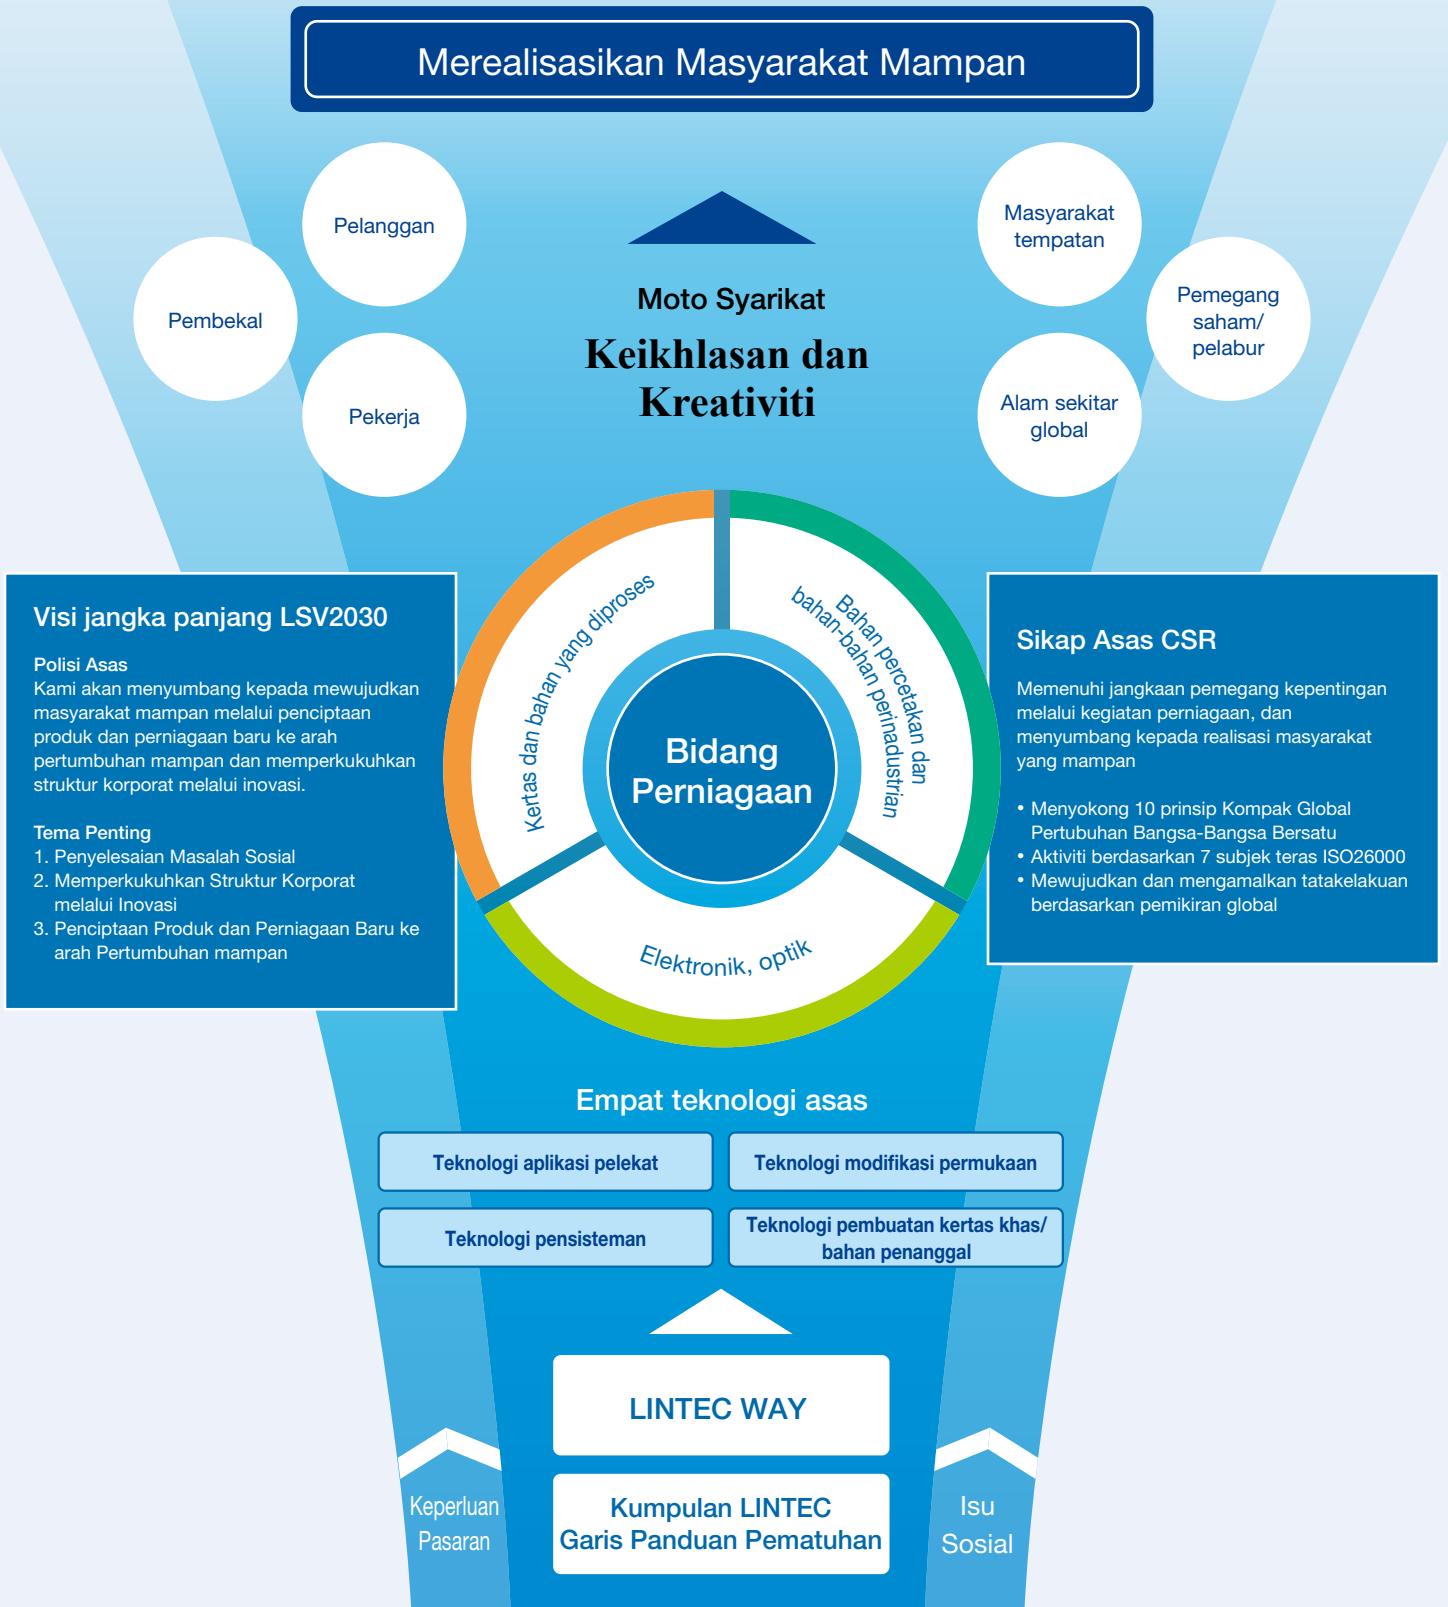 Merealisasikan Masyarakat Mampan
Pelanggan
Pembekal
Pekerja
Masyarakat
tempatan
Pemegang
saham/
pelabur
Alam sekitar
global
Moto Syarikat
Keikhlasan dan
Kreativiti
Visi jangka panjang LSV2030
Polisi Asas
Kami akan menyumbang kepada mewujudkan
masyarakat mampan melalui penciptaan
produk dan perniagaan baru ke arah
pertumbuhan mampan dan memperkukuhkan
struktur korporat melalui inovasi.
Tema Penting
1. Penyelesaian Masalah Sosial
2. Memperkukuhkan Struktur Korporat
melalui Inovasi
3. Penciptaan Produk dan Perniagaan Baru ke
arah Pertumbuhan mampan
Kertas dan bahan yang diproses
Bahan percetakan dan
bahan-bahan perinadustrian
Bidang
Perniagaan
Elektronik, optik
Sikap Asas CSR
Memenuhi jangkaan pemegang kepentingan
melalui kegiatan perniagaan, dan
menyumbang kepada realisasi masyarakat
yang mampan
• Menyokong 10 prinsip Kompak Global
Pertubuhan Bangsa-Bangsa Bersatu
• Aktiviti berdasarkan 7 subjek teras ISO26000
• Mewujudkan dan mengamalkan tatakelakuan
berdasarkan pemikiran global
Empat teknologi asas
Teknologi aplikasi pelekat
Teknologi modifikasi permukaan
Teknologi pensisteman
Teknologi pembuatan kertas khas/
bahan penanggal
LINTEC WAY
Kumpulan LINTEC
Garis Panduan Pematuhan
Keperluan
Pasaran
Isu
Sosial